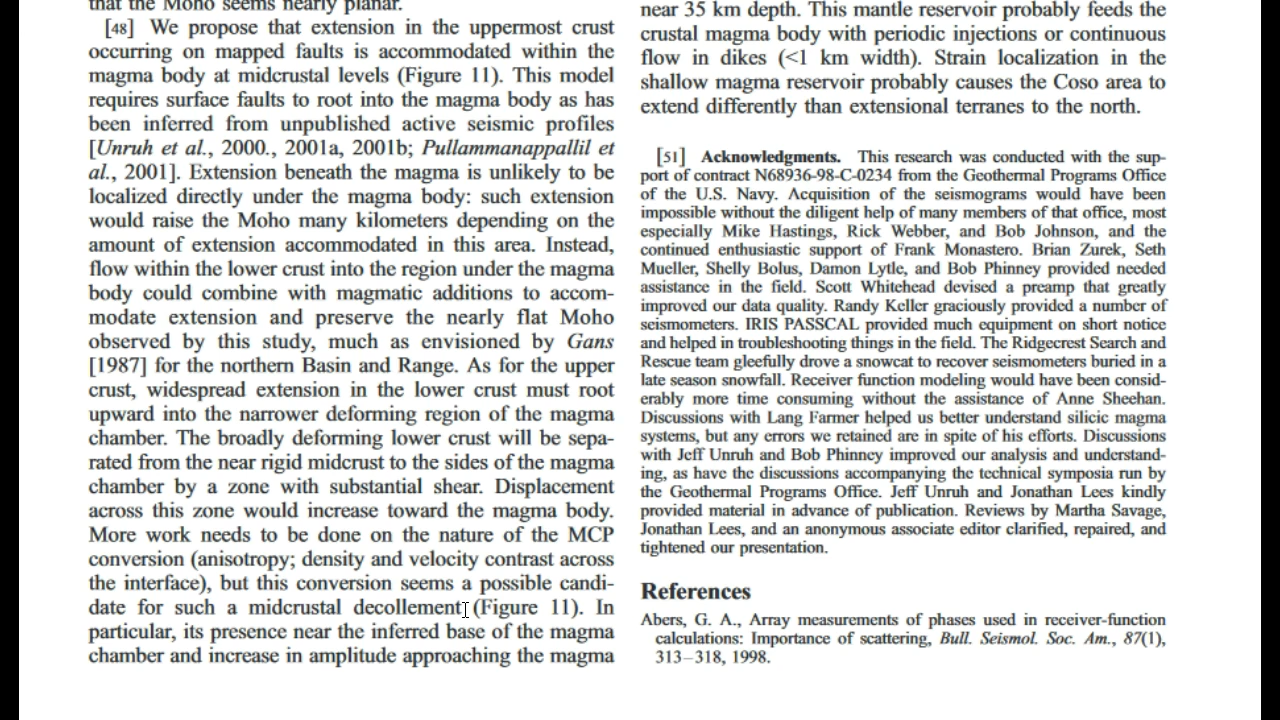 that the Moho seems nearly planar.
[48] We propose that extension in the uppermost crust
occurring on mapped faults is accommodated within the
magma body at midcrustal levels (Figure 11). This model
requires surface faults to root into the magma body as has
been inferred from unpublished active seismic profiles
[Unruh et al., 2000., 2001a, 2001b; Pullammanappallil et
al., 2001]. Extension beneath the magma is unlikely to be
localized directly under the magma body: such extension
would raise the Moho many kilometers depending on the
amount of extension accommodated in this area. Instead,
flow within the lower crust into the region under the magma
body could combine with magmatic additions to accom-
modate extension and preserve the nearly flat Moho
observed by this study, much as envisioned by Gans
[1987] for the northern Basin and Range. As for the upper
crust, widespread extension in the lower crust must root
upward into the narrower deforming region of the magma
chamber. The broadly deforming lower crust will be sepa-
rated from the near rigid midcrust to the sides of the magma
chamber by a zone with substantial shear. Displacement
across this zone would increase toward the magma body.
More work needs to be done on the nature of the MCP
conversion (anisotropy; density and velocity contrast across
the interface), but this conversion seems a possible candi-
date for such a midcrustal decollement (Figure 11). In
particular, its presence near the inferred base of the magma
chamber and increase in amplitude approaching the magma
near 35 km depth. This mantle reservoir probably feeds the
crustal magma body with periodic injections or continuous
flow in dikes (<1 km width). Strain localization in the
shallow magma reservoir probably causes the Coso area to
extend differently than extensional terranes to the north.
[51] Acknowledgments. This research was conducted with the sup-
port of contract N68936-98-C-0234 from the Geothermal Programs Office
of the U.S. Navy. Acquisition of the seismograms would have been
impossible without the diligent help of many members of that office, most
especially Mike Hastings, Rick Webber, and Bob Johnson, and the
continued enthusiastic support of Frank Monastero. Brian Zurek, Seth
Mueller, Shelly Bolus, Damon Lytle, and Bob Phinney provided needed
assistance in the field. Scott Whitehead devised a preamp that greatly
improved our data quality. Randy Keller graciously provided a number of
seismometers. IRIS PASSCAL provided much equipment on short notice
and helped in troubleshooting things in the field. The Ridgecrest Search and
Rescue team gleefully drove a snowcat to recover seismometers buried in a
late season snowfall. Receiver function modeling would have been consid-
erably more time consuming without the assistance of Anne Sheehan.
Discussions with Lang Farmer helped us better understand silicic magma
systems, but any errors we retained are in spite of his efforts. Discussions
with Jeff Unruh and Bob Phinney improved our analysis and understand-
ing, as have the discussions accompanying the technical symposia run by
the Geothermal Programs Office. Jeff Unruh and Jonathan Lees kindly
provided material in advance of publication. Reviews by Martha Savage,
Jonathan Lees, and an anonymous associate editor clarified, repaired, and
tightened our presentation.
References
Abers, G. A., Array measurements of phases used in receiver-function
calculations: Importance of scattering, Bull. Seismol. Soc. Am., 87(1),
313–318, 1998.